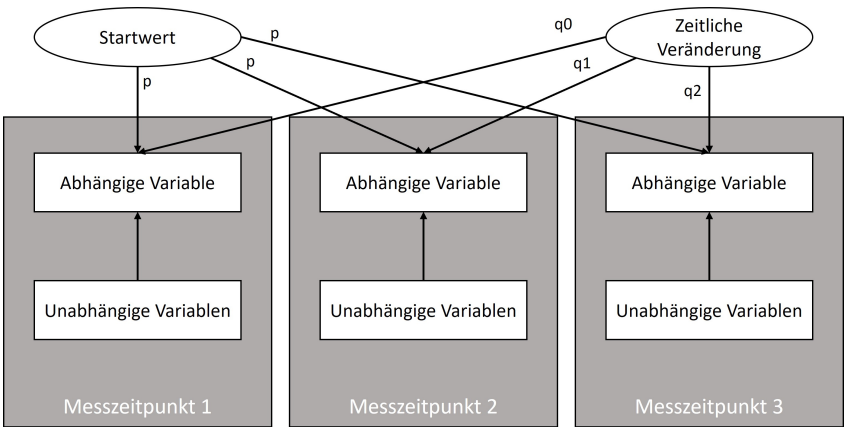 Startwert
p
q0
Zeitliche
Veränderung
p
p
q1
q2
Abhängige Variable
Abhängige Variable
Abhängige Variable
Unabhängige Variablen
Unabhängige Variablen
Unabhängige Variablen
Messzeitpunkt 1
Messzeitpunkt 2
Messzeitpunkt 3